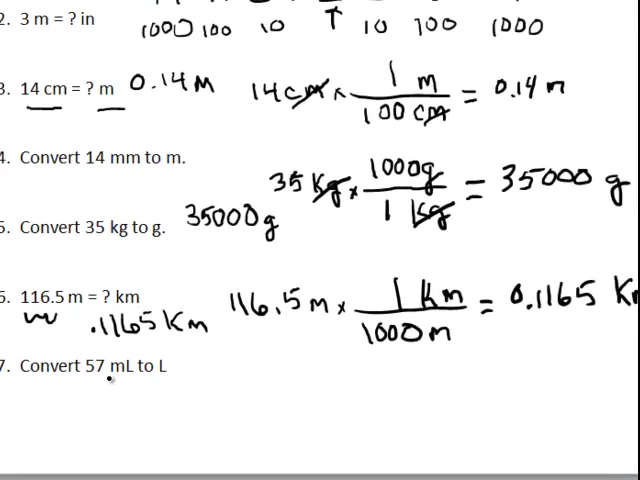 2. 3 m = ? in
1000 100 10 10 100 1000
3. 14 cm = ? m 0.14 M 14 cm × 1 m / 100 cm = 0.14 m
4. Convert 14 mm to m.
35 Kg × 1000g / 1 Kg = 35000 g
5. Convert 35 kg to g. 35000g
6. 116.5 m = ? km
.1165 Km 116.5 m × 1 Km / 1000 m = 0.1165 K
7. Convert 57 mL to L